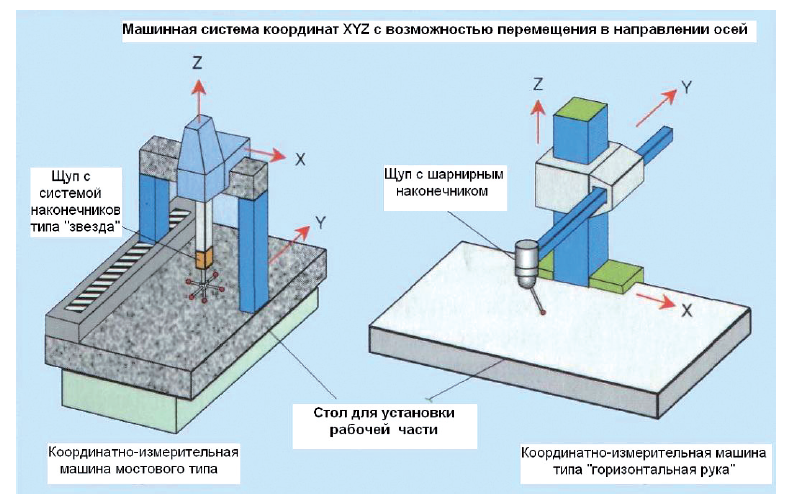 Машинная система координат XYZ с возможностью перемещения в направлении осей
Z
X
Y
Щуп с
системой
наконечников
типа "звезда"
Z
Y
X
Щуп с шарнирным
наконечником
Стол для установки
рабочей части
Координатно-измерительная
машина мостового типа
Координатно-измерительная машина
типа "горизонтальная рука"